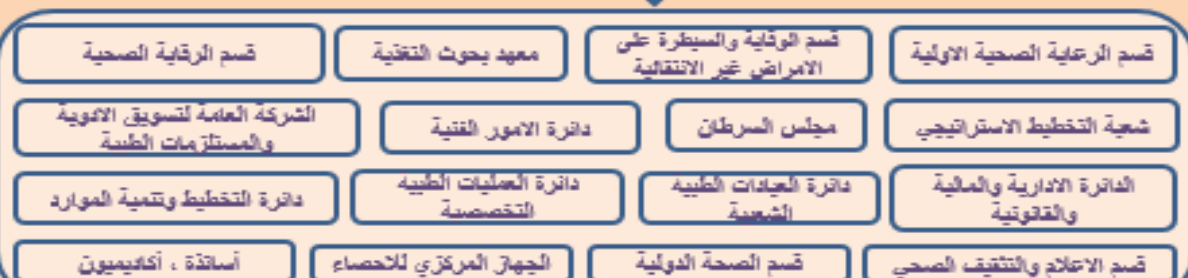 قسم الرعاية الصحية الاولية
قسم الوقاية والسيطرة على
الامراض غير الانتقالية
معهد بحوث التغذية
قسم الرقابة الصحية
شعبة التخطيط الاستراتيجي
مجلس السرطان
دائرة الامور الفنية
الشركة العامة لتسويق الادوية
والمستلزمات الطبية
الدائرة الادارية والمالية
والقانونية
دائرة العيادات الطبيه
الشعبية
دائرة العمليات الطبيه
التخصصية
دائرة التخطيط وتنمية الموارد
قسم الاعلام والتثقيف الصحي
قسم الصحة الدولية
الجهاز المركزي للاحصاء
أساتذة ، أكاديميون